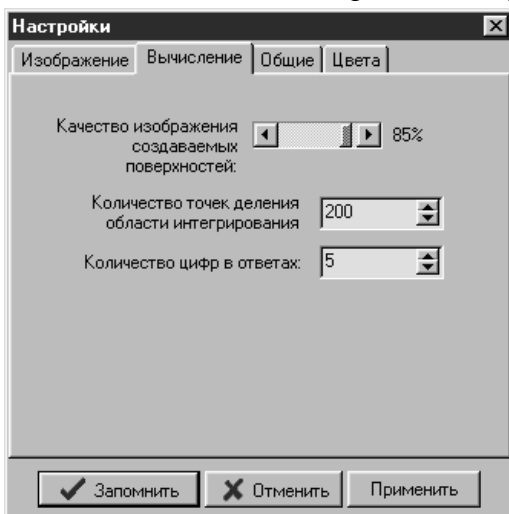 Настройки
Изображение Вычисление Общие Цвета
Качество изображения
создаваемых
поверхностей:
85%
Количество точек деления
области интегрирования
200
Количество цифр в ответах: 5
Запомнить Отменить Применить